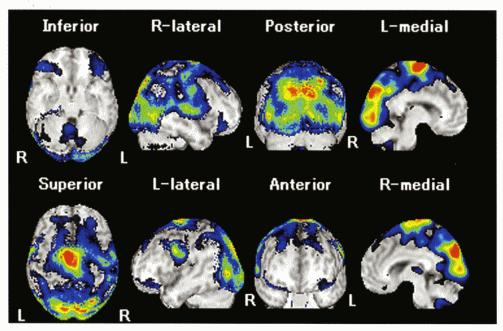 Inferior R-lateral Posterior L-medial
R L L R
Superior L-lateral Anterior R-medial
L R R L